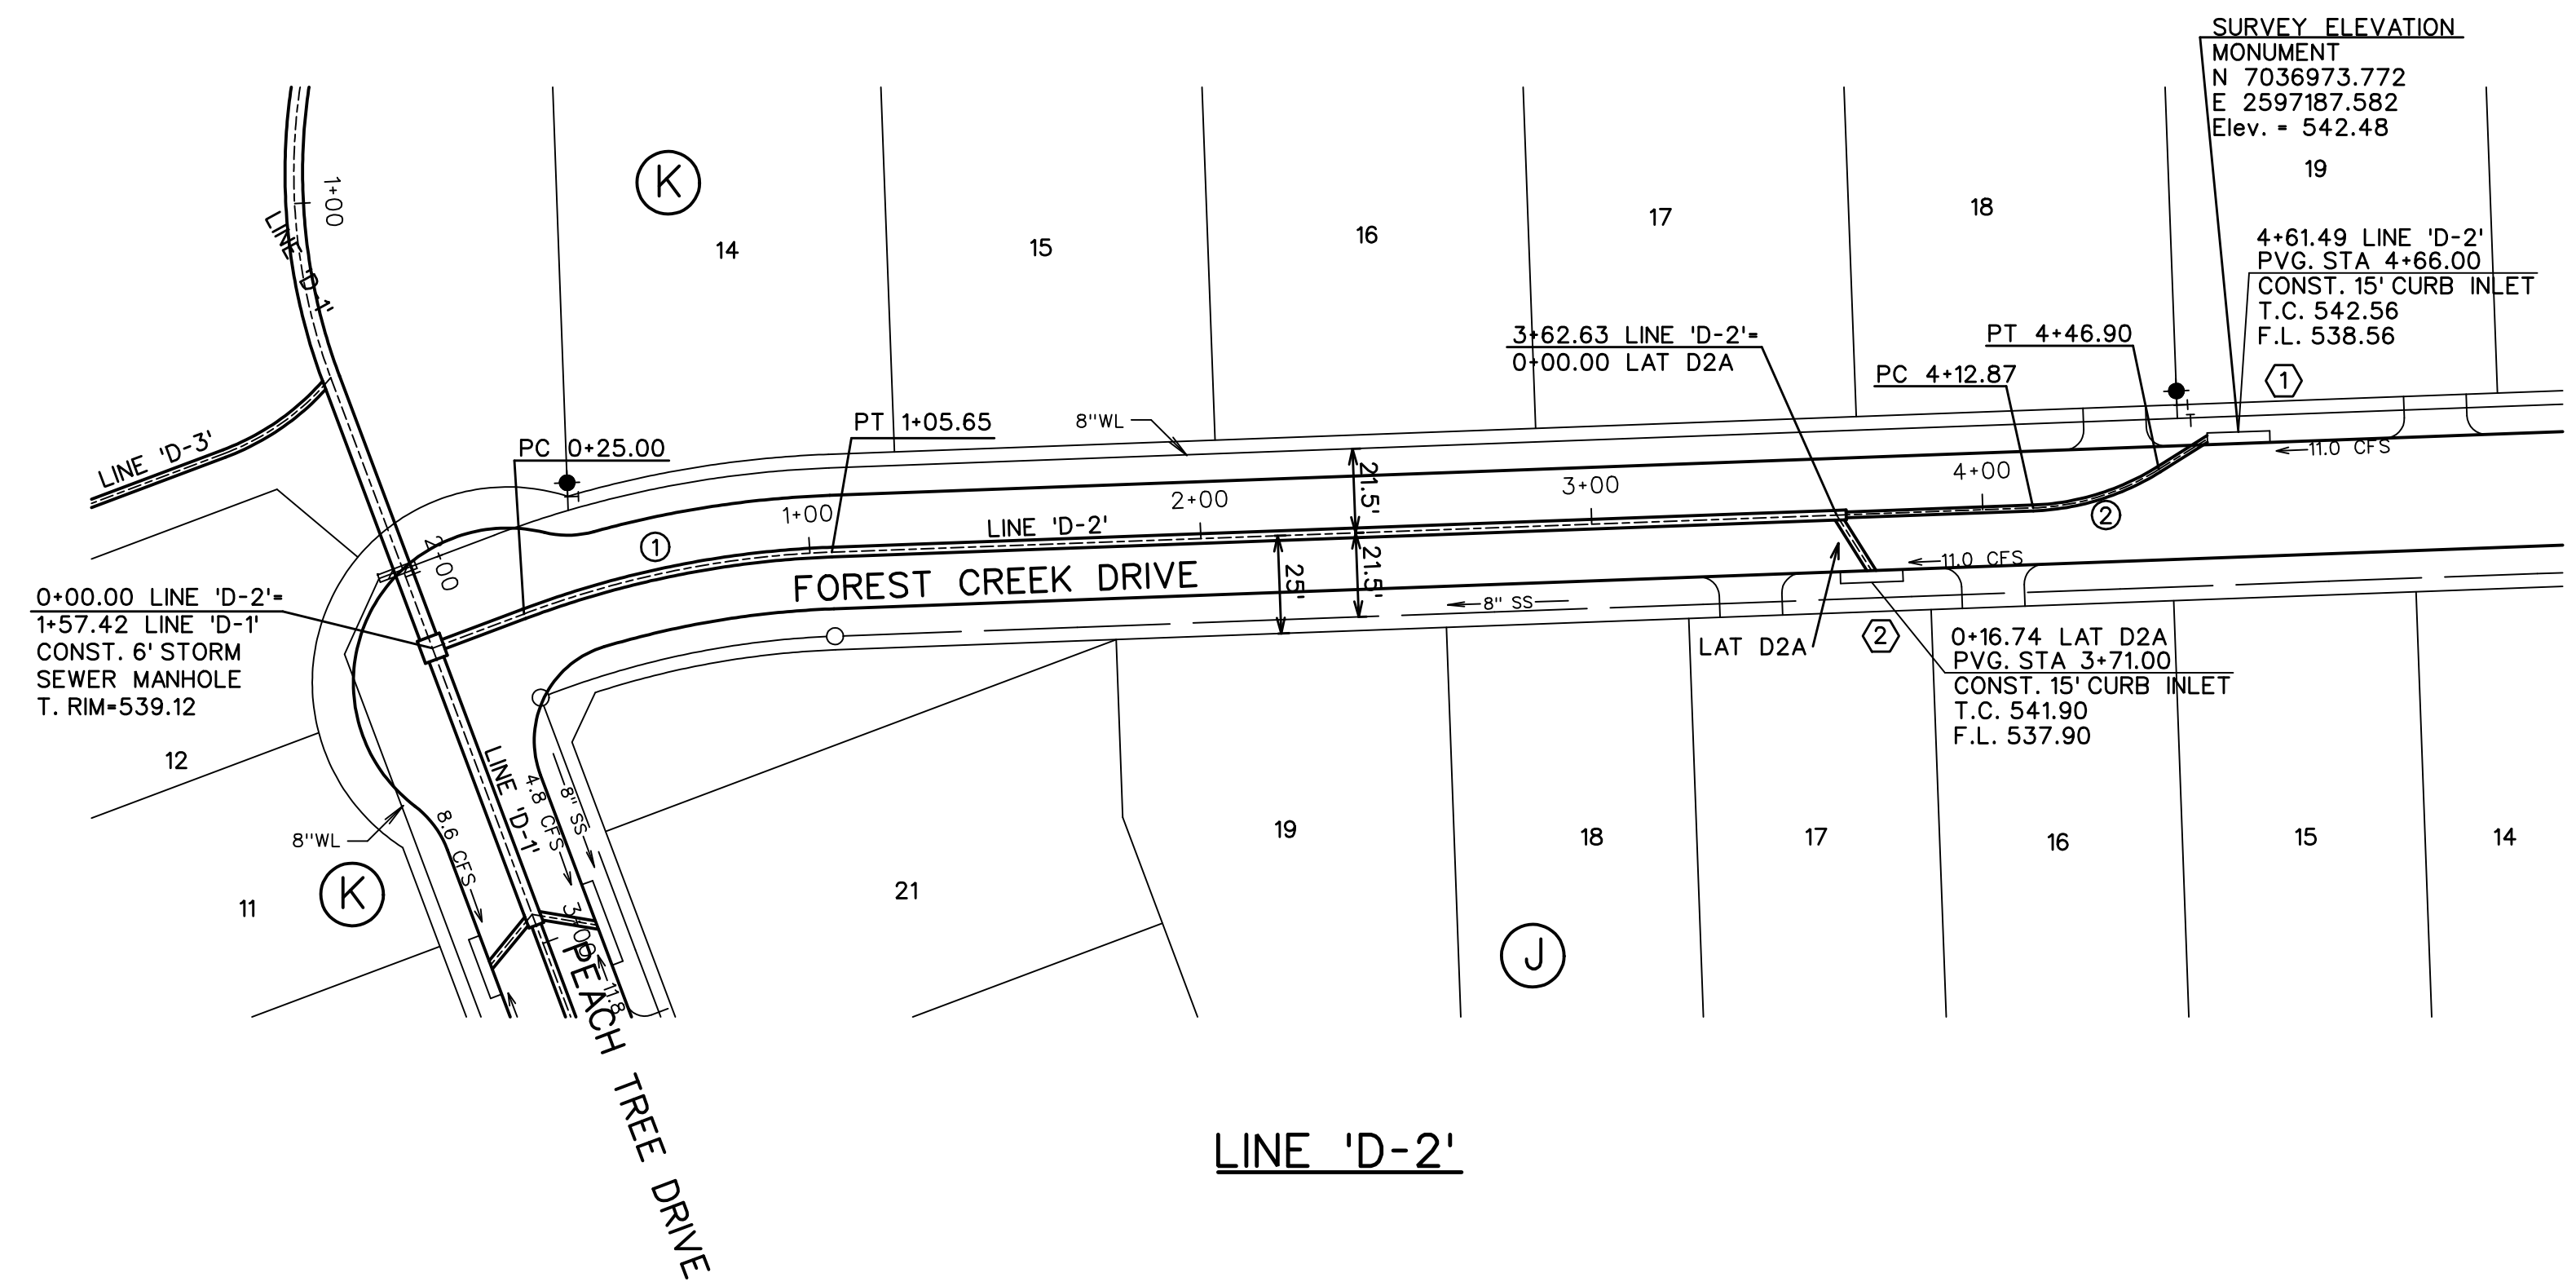 SURVEY ELEVATION
MONUMENT
N 7036973.772
E 2597187.582
Elev. = 542.48
19
K
14
15
16
17
18
1+00
LINE 'D-1'
4+61.49 LINE 'D-2'
PVG. STA 4+66.00
CONST. 15' CURB INLET
T.C. 542.56
F.L. 538.56
1
3+62.63 LINE 'D-2'=
0+00.00 LAT D2A
PT 4+46.90
PC 4+12.87
PT 1+05.65
8"WL
PC 0+25.00
LINE 'D-3'
11.0 CFS
21.5'
1+00
2+00
3+00
4+00
LINE 'D-2'
1
2
2+00
FOREST CREEK DRIVE
25'
21.5'
11.0 CFS
8" SS
0+00.00 LINE 'D-2'=
1+57.42 LINE 'D-1'
CONST. 6' STORM
SEWER MANHOLE
T. RIM=539.12
LAT D2A
2
0+16.74 LAT D2A
PVG. STA 3+71.00
CONST. 15' CURB INLET
T.C. 541.90
F.L. 537.90
12
LINE 'D-1'
4.8 CFS
8" SS
8.6 CFS
8"WL
K
11
21
19
18
17
16
15
14
J
3+00
11.8
PEACH TREE DRIVE
LINE 'D-2'